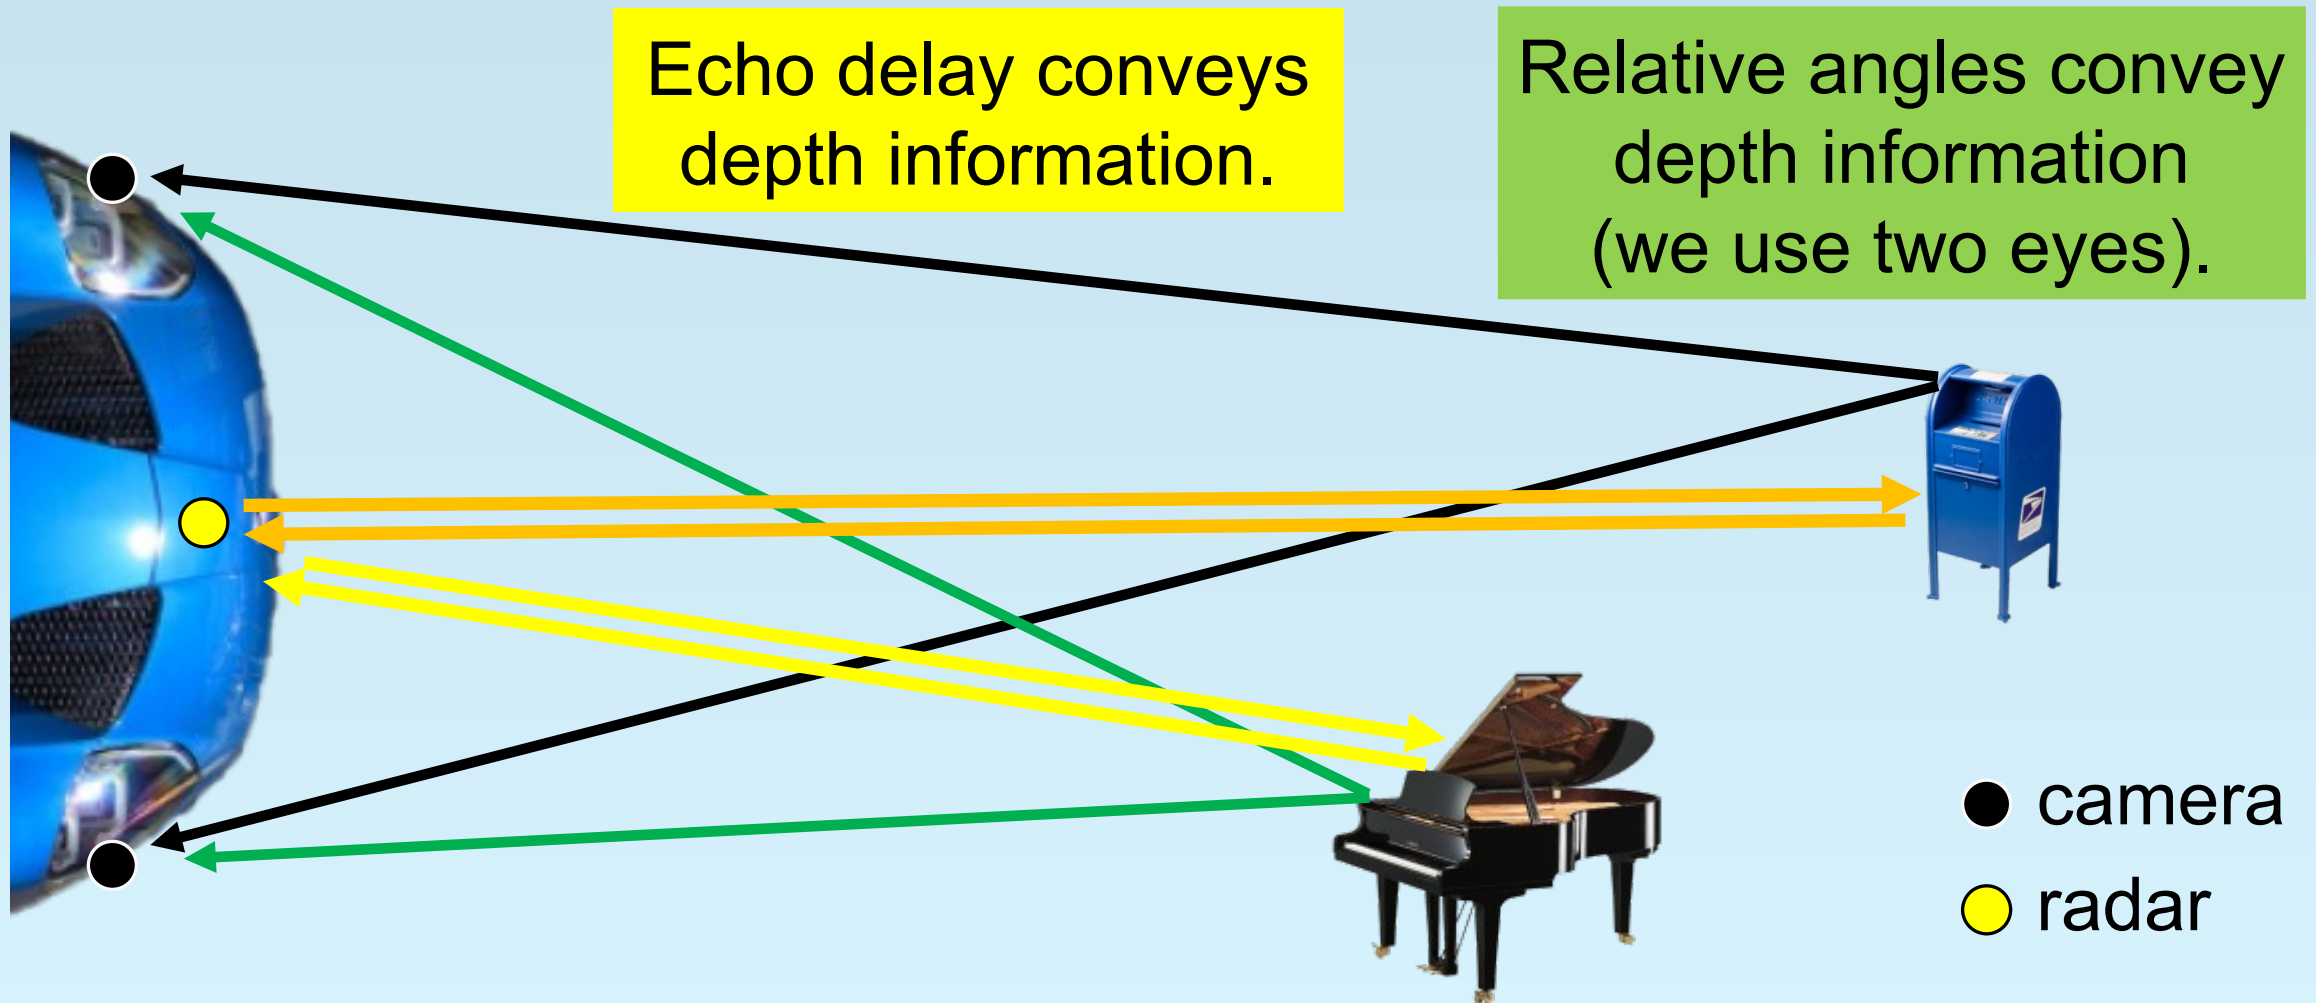 Echo delay conveys
depth information.
Relative angles convey
depth information
(we use two eyes).
camera
radar